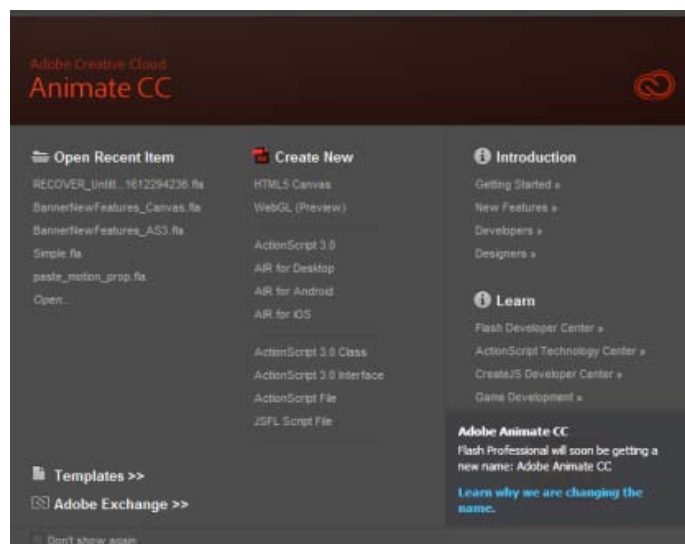 Adobe Creative Cloud
Animate CC
Open Recent Item
RECOVER_Untitl...1612294236.fla
BannerNewFeatures_Canvas.fla
BannerNewFeatures_AS3.fla
Simple.fla
paste_motion_prop.fla
Open...
Templates >>
Adobe Exchange >>
Create New
HTML5 Canvas
WebGL (Preview)
ActionScript 3.0
AIR for Desktop
AIR for Android
AIR for iOS
ActionScript 3.0 Class
ActionScript 3.0 Interface
ActionScript File
JSFL Script File
Introduction
Getting Started »
New Features »
Developers »
Designers »
Learn
Flash Developer Center »
ActionScript Technology Center »
CreateJS Developer Center »
Game Development »
Adobe Animate CC
Flash Professional will soon be getting a
new name: Adobe Animate CC
Learn why we are changing the
name.
Don't show again